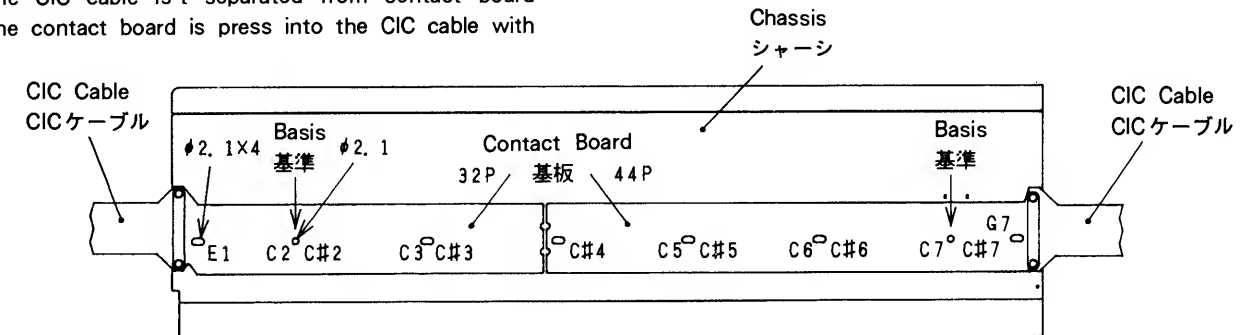 CIC cable is't separated from contact board
contact board is press into the CIC cable with
Chassis
シャーシ
CIC Cable
CICケーブル
CIC Cable
CICケーブル
φ2. 1×4
Basis
基準
φ2. 1
Contact Board
32P 基板 44P
Basis
基準
G7
E1 C2 C#2 C3 C#3 C#4 C5 C#5 C6 C#6 C7 C#7